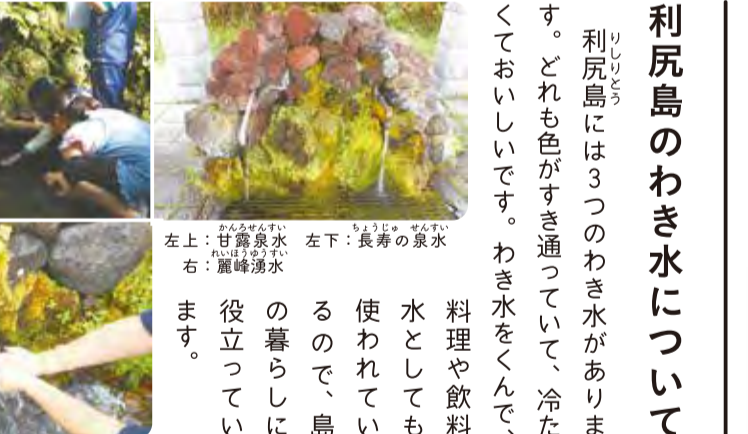 利尻島のわき水について
利尻島には3つのわき水がありま
す。どれも色がすき通っていて、冷た
くておいしいです。わき水をくんで、
料理や飲料
水としても
使われてい
るので、島
の暮らしに
役立ってい
ます。
左上：甘露泉水　左下：長寿の泉水
右：麗峰湧水